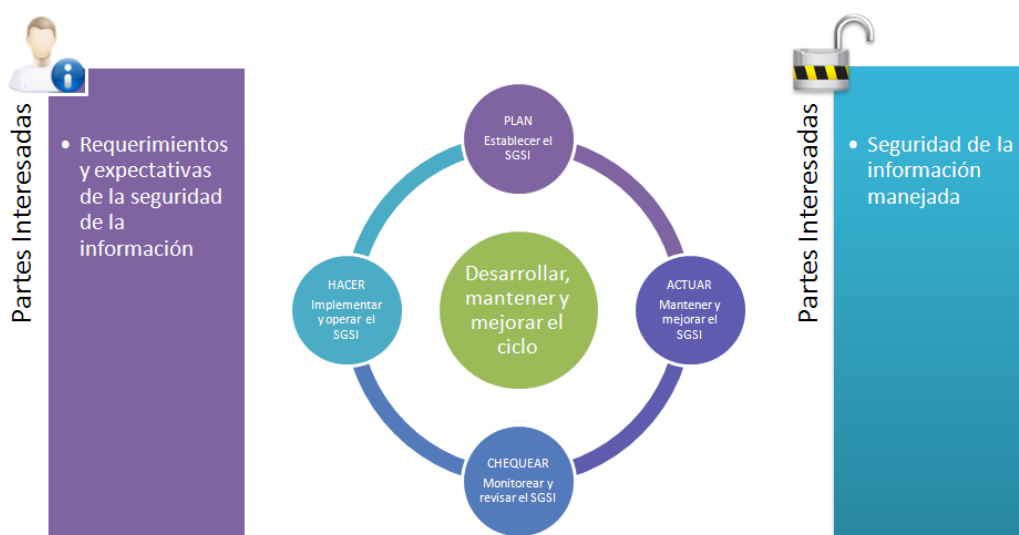 Partes Interesadas
• Requerimientos
y expectativas
de la seguridad
de la
información
PLAN
Establecer el
SGSI
HACER
Implementar
y operar el
SGSI
Desarrollar,
mantener y
mejorar el
ciclo
ACTUAR
Mantener y
mejorar el
SGSI
CHEQUEAR
Monitorear y
revisar el SGSI
Partes Interesadas
• Seguridad de la
información
manejada